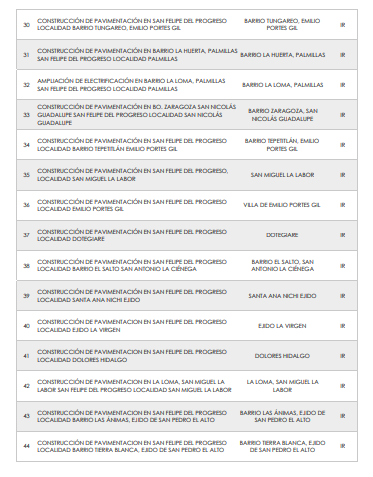 30 CONSTRUCCIÓN DE PAVIMENTACIÓN EN SAN FELIPE DEL PROGRESO BARRIO TUNGAREO, EMILIO IR
LOCALIDAD BARRIO TUNGAREO, EMILIO PORTES GIL PORTES GIL
31 CONSTRUCCIÓN DE PAVIMENTACIÓN EN BARRIO LA HUERTA, PALMILLAS BARRIO LA HUERTA, PALMILLAS IR
SAN FELIPE DEL PROGRESO LOCALIDAD PALMILLAS
32 AMPLIACIÓN DE ELECTRIFICACIÓN EN BARRIO LA LOMA, PALMILLAS BARRIO LA LOMA, PALMILLAS IR
SAN FELIPE DEL PROGRESO LOCALIDAD PALMILLAS
33 CONSTRUCCIÓN DE PAVIMENTACIÓN EN BO. ZARAGOZA SAN NICOLÁS BARRIO ZARAGOZA, SAN IR
GUADALUPE SAN FELIPE DEL PROGRESO LOCALIDAD SAN NICOLÁS NICOLÁS GUADALUPE
GUADALUPE
34 CONSTRUCCIÓN DE PAVIMENTACIÓN EN SAN FELIPE DEL PROGRESO BARRIO TEPETITLÁN, EMILIO IR
LOCALIDAD BARRIO TEPETITLÁN EMILIO PORTES GIL PORTES GIL
35 CONSTRUCCIÓN DE PAVIMENTACIÓN EN SAN FELIPE DEL PROGRESO, SAN MIGUEL LA LABOR IR
LOCALIDAD SAN MIGUEL LA LABOR
36 CONSTRUCCIÓN DE PAVIMENTACIÓN EN SAN FELIPE DEL PROGRESO VILLA DE EMILIO PORTES GIL IR
LOCALIDAD EMILIO PORTES GIL
37 CONSTRUCCIÓN DE PAVIMENTACIÓN EN SAN FELIPE DEL PROGRESO DOTEGIARE IR
LOCALIDAD DOTEGIARE
38 CONSTRUCCIÓN DE PAVIMENTACIÓN EN SAN FELIPE DEL PROGRESO BARRIO EL SALTO, SAN IR
LOCALIDAD BARRIO EL SALTO SAN ANTONIO LA CIÉNEGA ANTONIO LA CIÉNEGA
39 CONSTRUCCIÓN DE PAVIMENTACION EN SAN FELIPE DEL PROGRESO SANTA ANA NICHI EJIDO IR
LOCALIDAD SANTA ANA NICHI EJIDO
40 CONSTRUCCIÓN DE PAVIMENTACION EN SAN FELIPE DEL PROGRESO EJIDO LA VIRGEN IR
LOCALIDAD EJIDO LA VIRGEN
41 CONSTRUCCIÓN DE PAVIMENTACION EN SAN FELIPE DEL PROGRESO DOLORES HIDALGO IR
LOCALIDAD DOLORES HIDALGO
42 CONSTRUCCIÓN DE PAVIMENTACION EN LA LOMA, SAN MIGUEL LA LA LOMA, SAN MIGUEL LA IR
LABOR SAN FELIPE DEL PROGRESO LOCALIDAD SAN MIGUEL LA LABOR LABOR
43 CONSTRUCCIÓN DE PAVIMENTACION EN SAN FELIPE DEL PROGRESO BARRIO LAS ÁNIMAS, EJIDO DE IR
LOCALIDAD BARRIO LAS ÁNIMAS, EJIDO DE SAN PEDRO EL ALTO SAN PEDRO EL ALTO
44 CONSTRUCCIÓN DE PAVIMENTACION EN SAN FELIPE DEL PROGRESO BARRIO TIERRA BLANCA, EJIDO IR
LOCALIDAD BARRIO TIERRA BLANCA, EJIDO DE SAN PEDRO EL ALTO DE SAN PEDRO EL ALTO